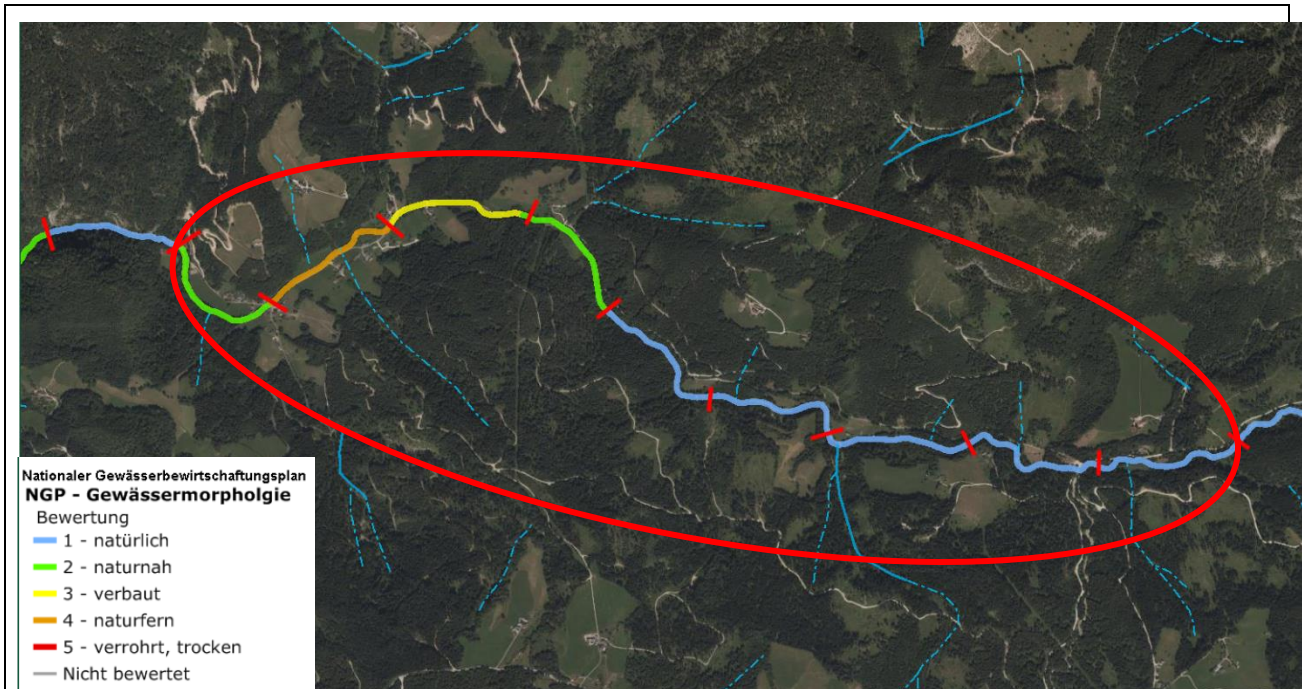 Nationaler Gewässerbewirtschaftungsplan
NGP - Gewässermorpholgie
Bewertung
1 - natürlich
2 - naturnah
3 - verbaut
4 - naturfern
5 - verrohrt, trocken
Nicht bewertet